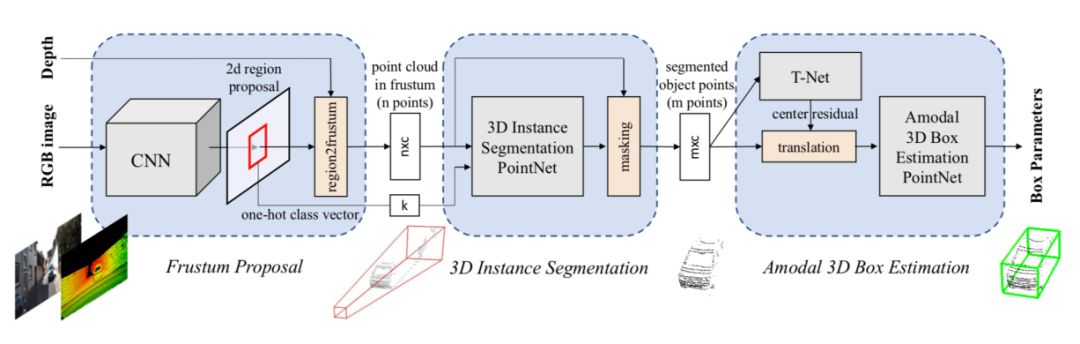 Depth
RGB image
CNN
2d region
proposal
region2frustum
one-hot class vector
Frustum Proposal
point cloud
in frustum
(n points)
nxc
k
3D Instance
Segmentation
PointNet
masking
3D Instance Segmentation
segmented
object points
(m points)
mxc
T-Net
center residual
translation
Amodal
3D Box
Estimation
PointNet
Amodal 3D Box Estimation
Box Parameters